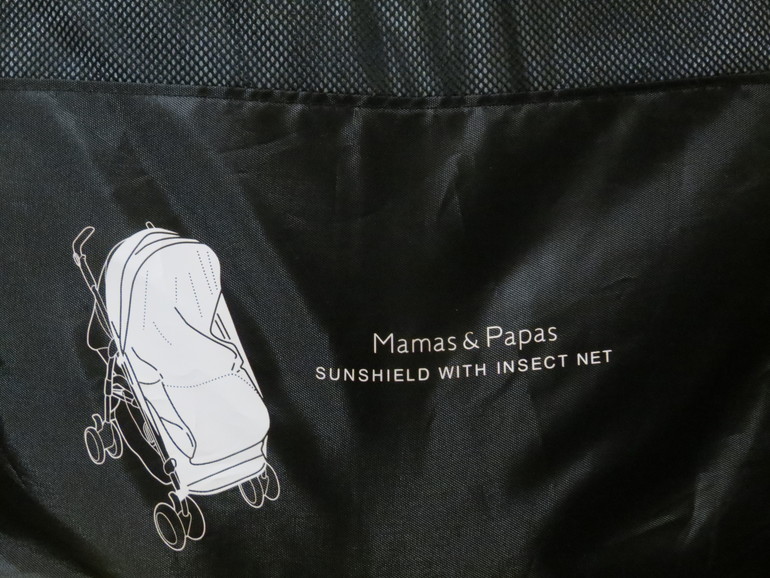 Mamas & Papas
SUNSHIELD WITH INSECT NET